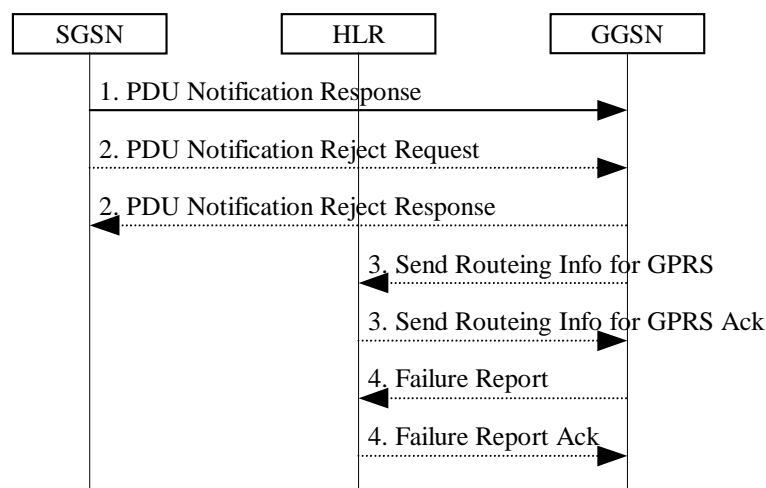 SGSN HLR GGSN
1. PDU Notification Response
2. PDU Notification Reject Request
2. PDU Notification Reject Response
3. Send Routeing Info for GPRS
3. Send Routeing Info for GPRS Ack
4. Failure Report
4. Failure Report Ack